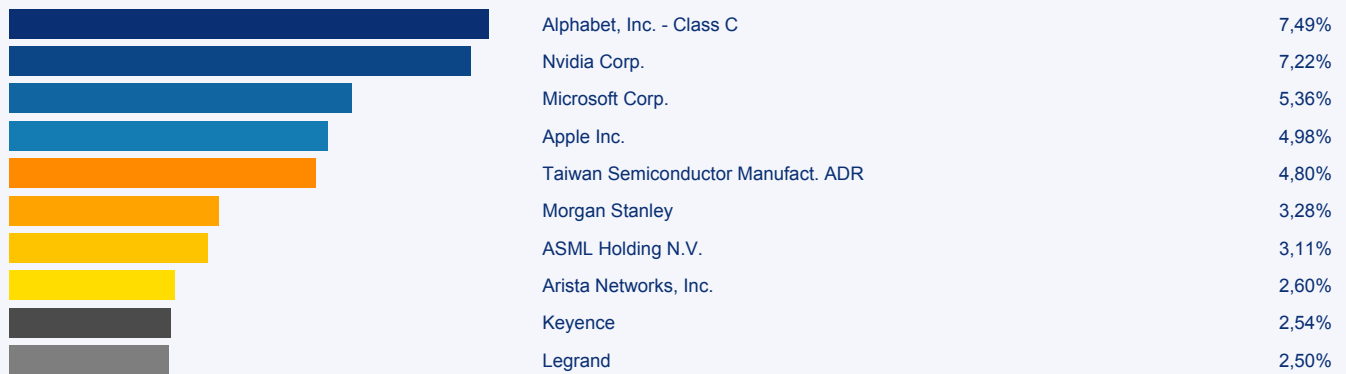 Alphabet, Inc. - Class C 7,49%
Nvidia Corp. 7,22%
Microsoft Corp. 5,36%
Apple Inc. 4,98%
Taiwan Semiconductor Manufact. ADR 4,80%
Morgan Stanley 3,28%
ASML Holding N.V. 3,11%
Arista Networks, Inc. 2,60%
Keyence 2,54%
Legrand 2,50%